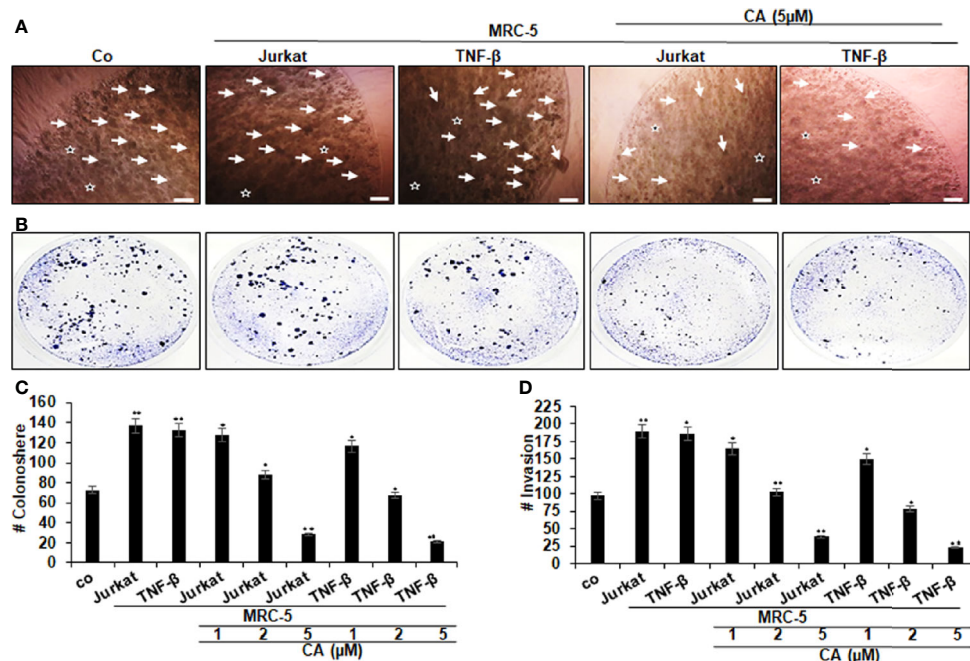 A
CA (5µM)
MRC-5
Co
Jurkat
TNF-β
Jurkat
TNF-β
B
C
D
# Colonoshere
160
140
120
100
80
60
40
20
0
**
**
*
*
**
*
*
**
co
Jurkat
TNF-β
Jurkat
Jurkat
Jurkat
TNF-β
TNF-β
TNF-β
MRC-5
1 2 5 1 2 5
CA (µM)
# Invasion
225
200
175
150
125
100
75
50
25
0
**
*
*
**
**
*
*
**
co
Jurkat
TNF-β
Jurkat
Jurkat
Jurkat
TNF-β
TNF-β
TNF-β
MRC-5
1 2 5 1 2 5
CA (µM)